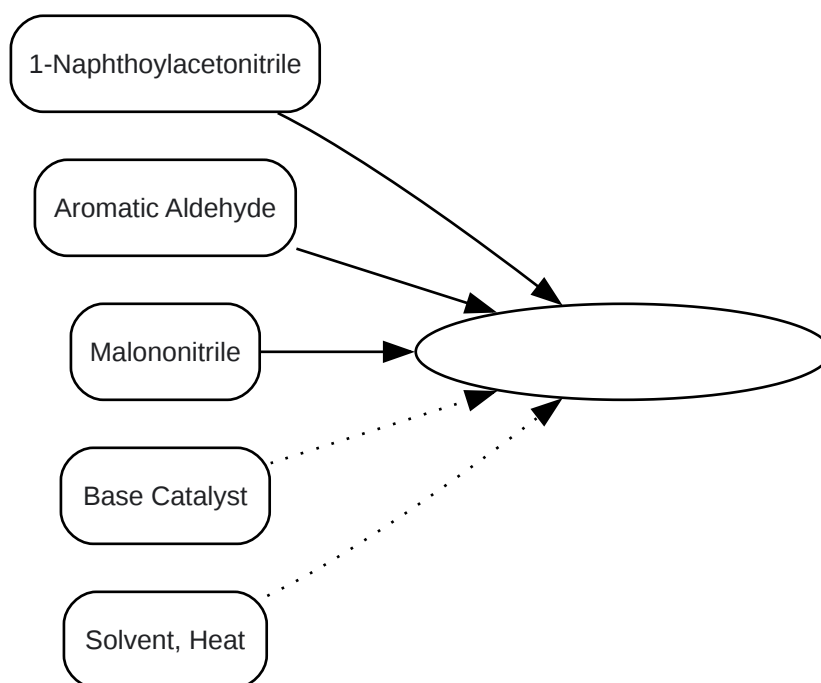 1-Naphthoylacetonitrile
Aromatic Aldehyde
Malononitrile
Base Catalyst
Solvent, Heat